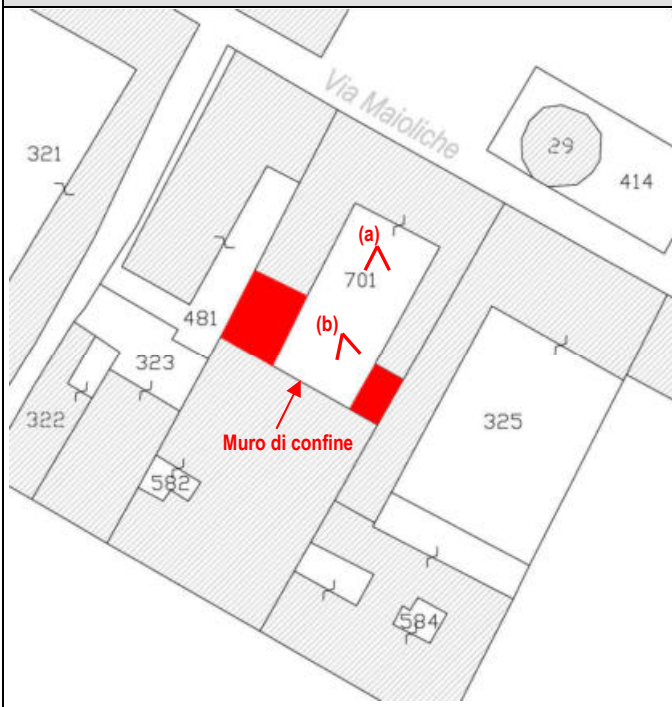 Via Maioliche
29
321
414
(a)
701
481
(b)
323
322
325
Muro di confine
582
584